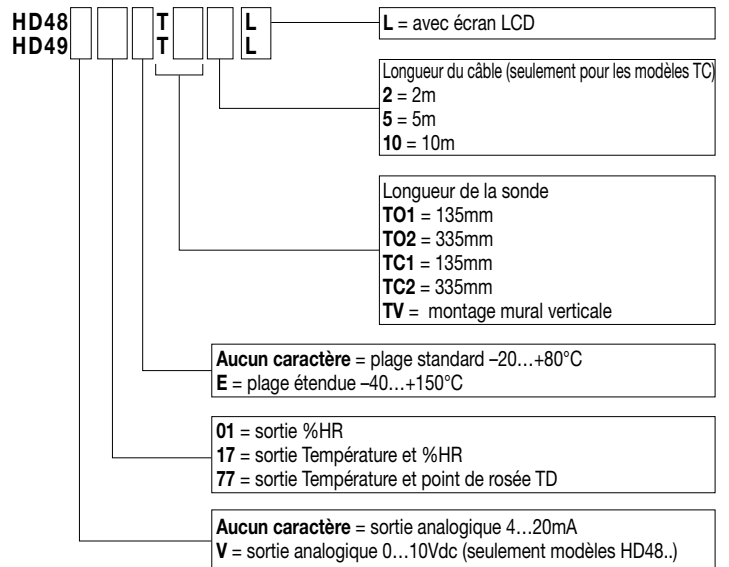 HD48 T L
HD49 T L
L = avec écran LCD
Longueur du câble (seulement pour les modèles TC)
2 = 2m
5 = 5m
10 = 10m
Longueur de la sonde
TO1 = 135mm
TO2 = 335mm
TC1 = 135mm
TC2 = 335mm
TV = montage mural verticale
Aucun caractère = plage standard –20…+80°C
E = plage étendue –40…+150°C
01 = sortie %HR
17 = sortie Température et %HR
77 = sortie Température et point de rosée TD
Aucun caractère = sortie analogique 4…20mA
V = sortie analogique 0…10Vdc (seulement modèles HD48..)